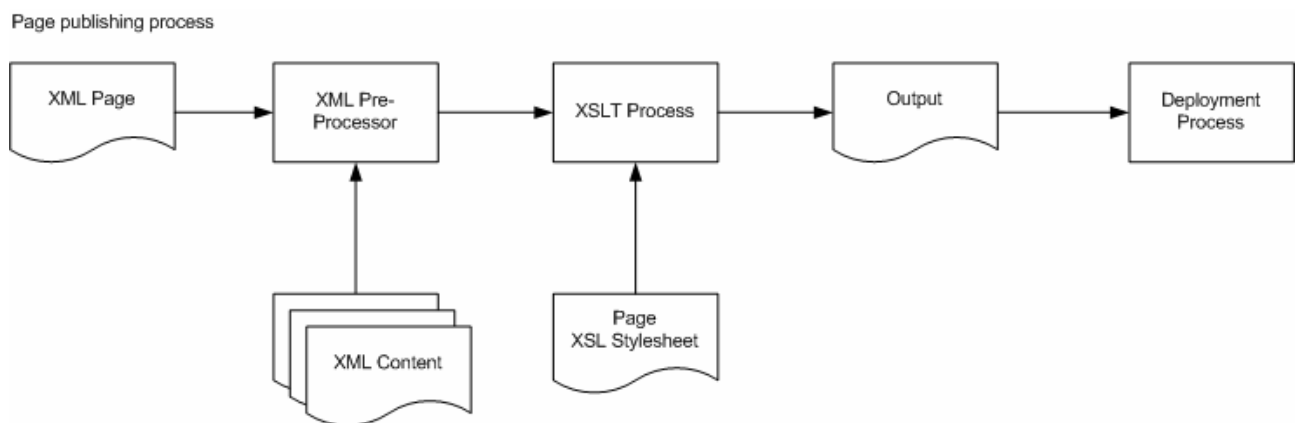 Page publishing process
XML Page
XML Pre-
Processor
XSLT Process
Output
Deployment
Process
XML Content
Page
XSL Stylesheet